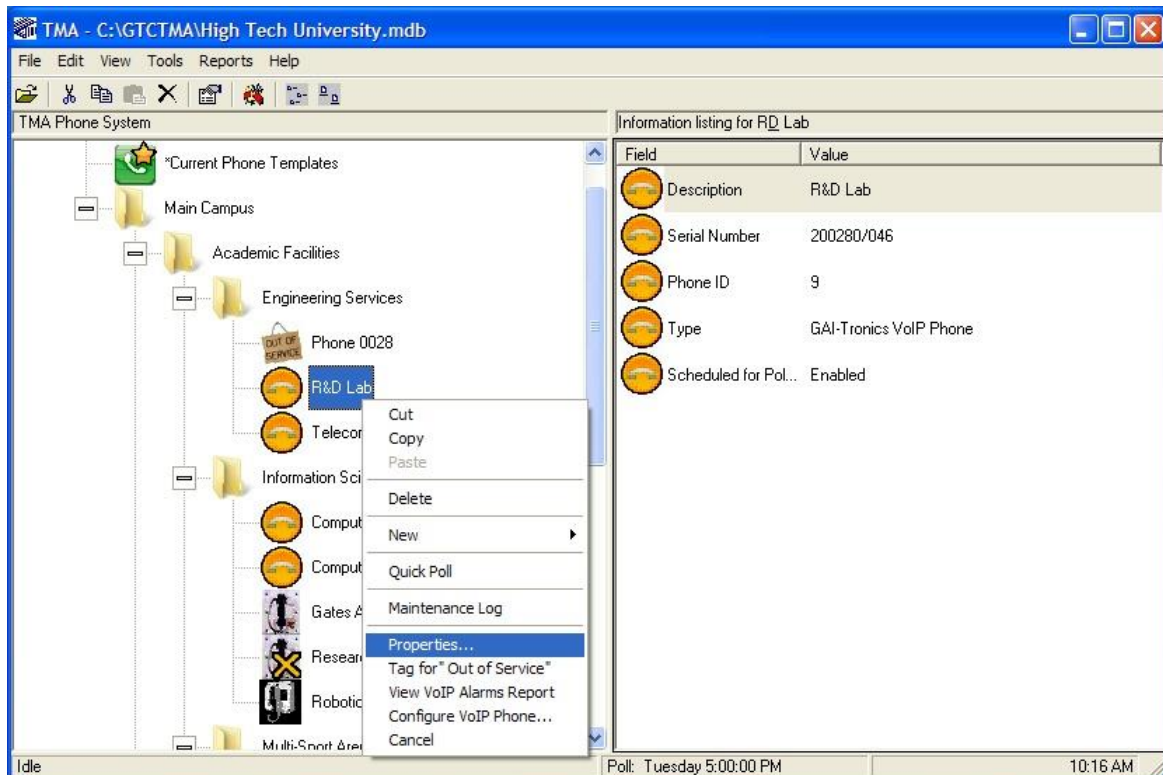 TMA - C:\GTCTMA\High Tech University.mdb
File Edit View Tools Reports Help
TMA Phone System
Information listing for RD Lab
*Current Phone Templates
Main Campus
Academic Facilities
Engineering Services
OUT OF SERVICE
Phone 0028
R&D Lab
Telecor
Information Sci
Comput
Comput
Gates A
Resear
Robotic
Multi-Sport Are
Cut
Copy
Paste
Delete
New
Quick Poll
Maintenance Log
Properties...
Tag for" Out of Service"
View VoIP Alarms Report
Configure VoIP Phone...
Cancel
Field Value
Description R&D Lab
Serial Number 200280/046
Phone ID 9
Type GAI-Tronics VoIP Phone
Scheduled for Pol... Enabled
Idle Poll: Tuesday 5:00:00 PM 10:16 AM